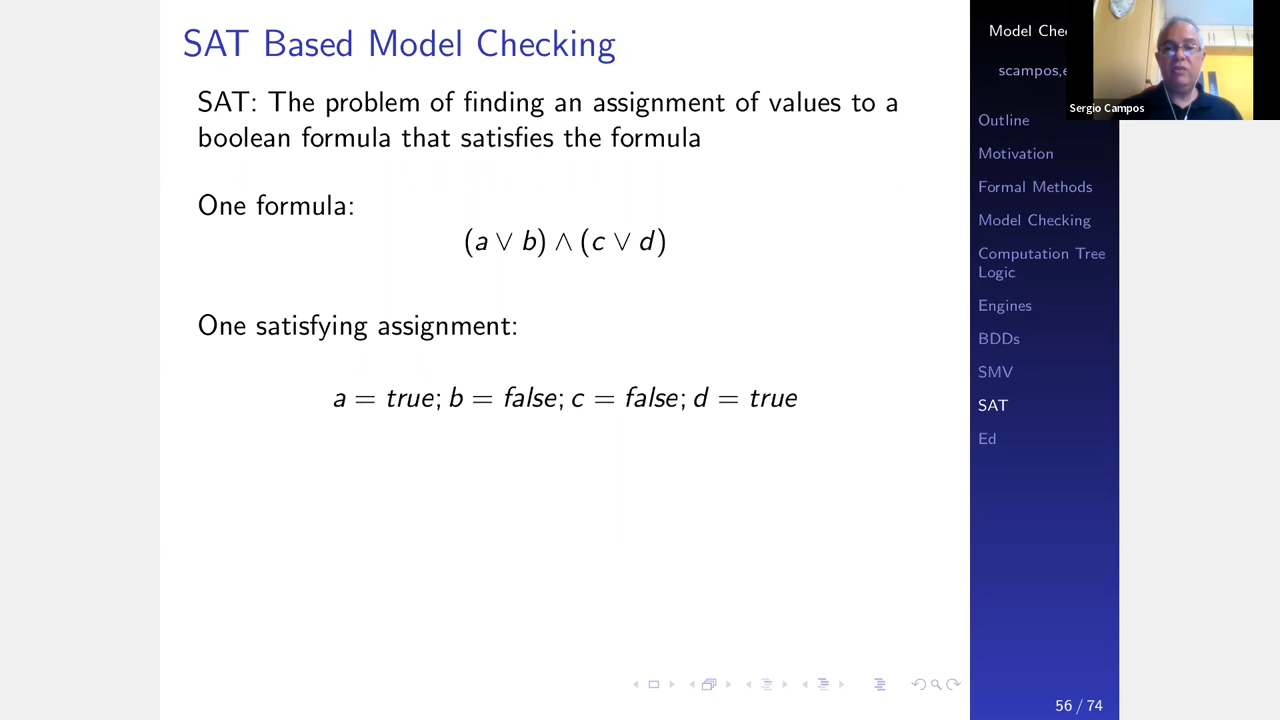 SAT Based Model Checking
SAT: The problem of finding an assignment of values to a
boolean formula that satisfies the formula
One formula:
(a ∨ b) ∧ (c ∨ d)
One satisfying assignment:
a = true; b = false; c = false; d = true
Model Che
scampos,e
Sergio Campos
Outline
Motivation
Formal Methods
Model Checking
Computation Tree
Logic
Engines
BDDs
SMV
SAT
Ed
56 / 74